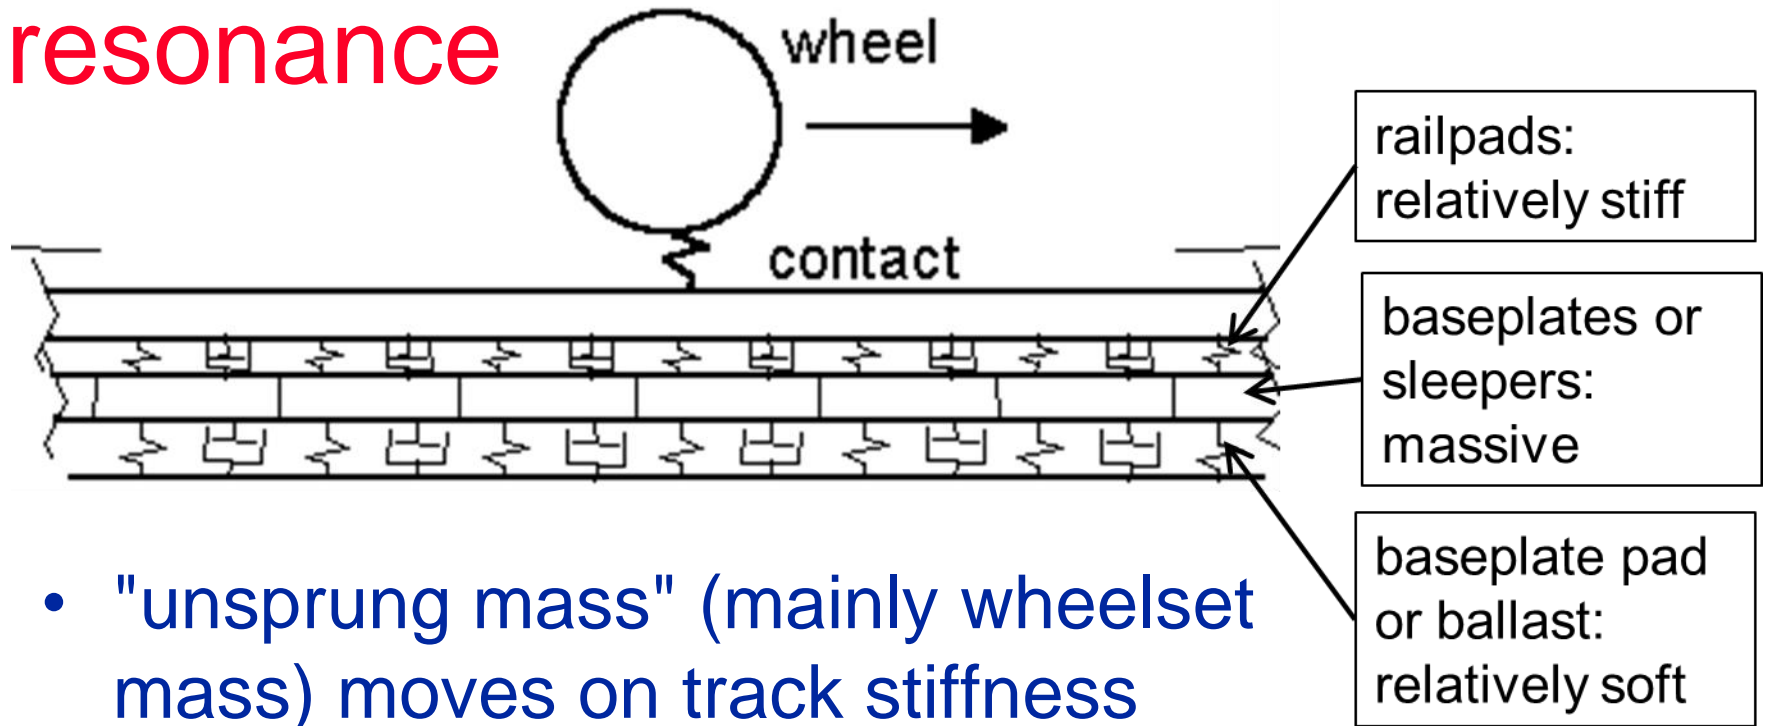 resonance
wheel
contact
railpads:
relatively stiff
baseplates or
sleepers:
massive
baseplate pad
or ballast:
relatively soft
• "unsprung mass" (mainly wheelset
mass) moves on track stiffness